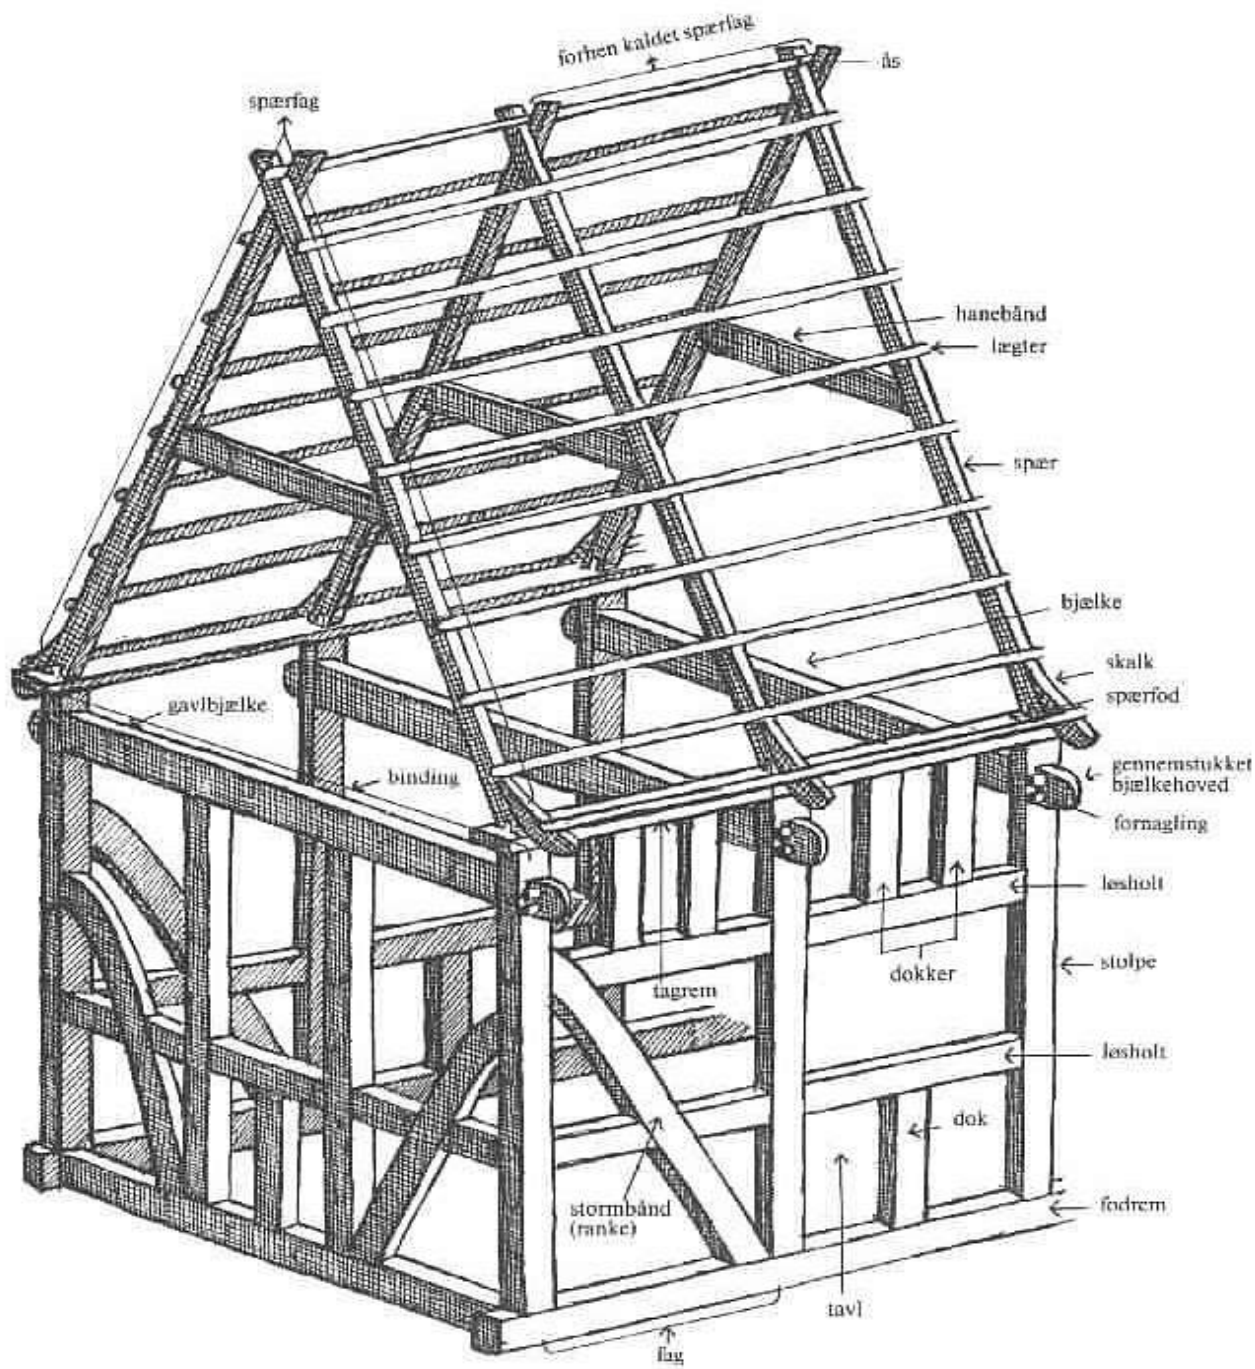 forhen kaldet spærfag
ås
spærfag
hanebånd
lægter
spær
bjælke
skalk
spærfod
gavlbjælke
binding
gennemstukket
bjælkehoved
fornagling
løsholt
dokker
stolpe
tagrem
løsholt
dok
stormbånd
(ranke)
fodrem
tavl
fag